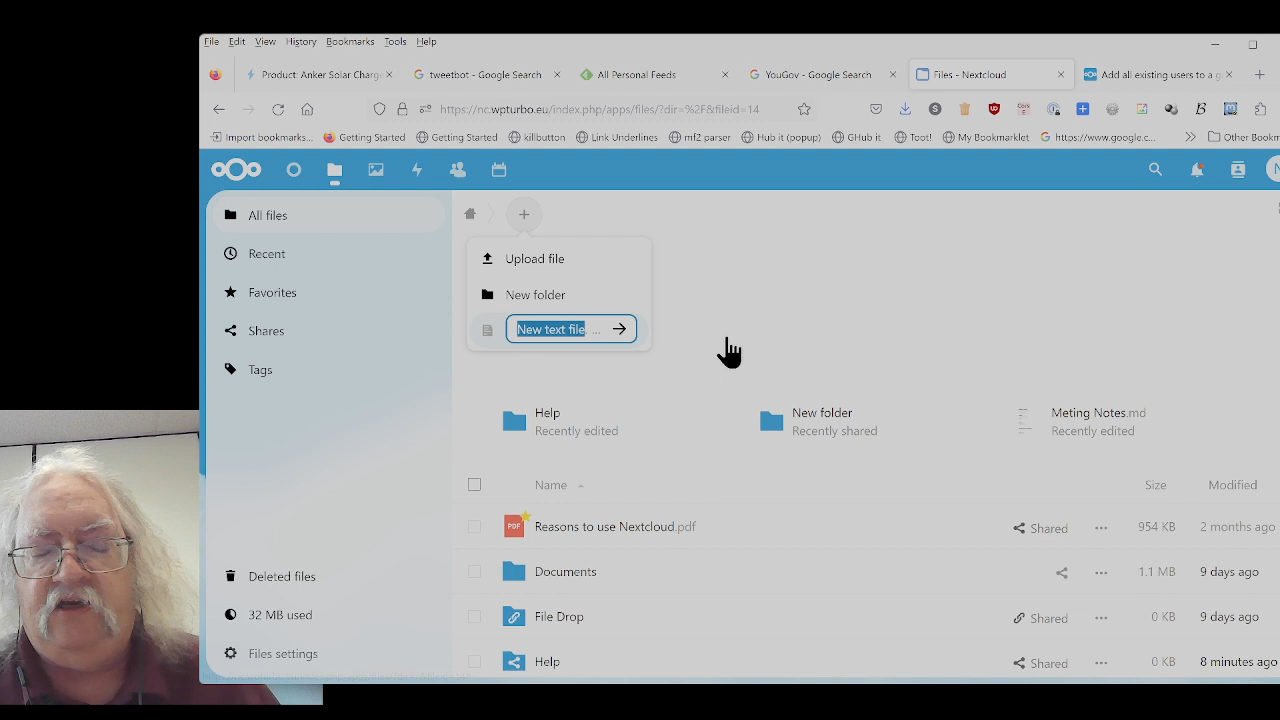 File Edit View History Bookmarks Tools Help
Product: Anker Solar Charge
tweetbot - Google Search
All Personal Feeds
YouGov - Google Search
Files - Nextcloud
Add all existing users to a g
https://nc.wpturbo.eu/index.php/apps/files/?dir=%2F&fileid=14
Import bookmarks... Getting Started Getting Started killbutton Link Underlines mf2 parser Hub it (popup) GHub it Toot! My Bookmarklet https://www.google.c... Other Bookm
All files
Recent
Favorites
Shares
Tags
Upload file
New folder
New text file ...
Help
Recently edited
New folder
Recently shared
Meting Notes.md
Recently edited
Name Size Modified
PDF Reasons to use Nextcloud.pdf Shared 954 KB 2 months ago
Documents 1.1 MB 9 days ago
File Drop Shared 0 KB 9 days ago
Help Shared 0 KB 8 minutes ago
Deleted files
32 MB used
Files settings